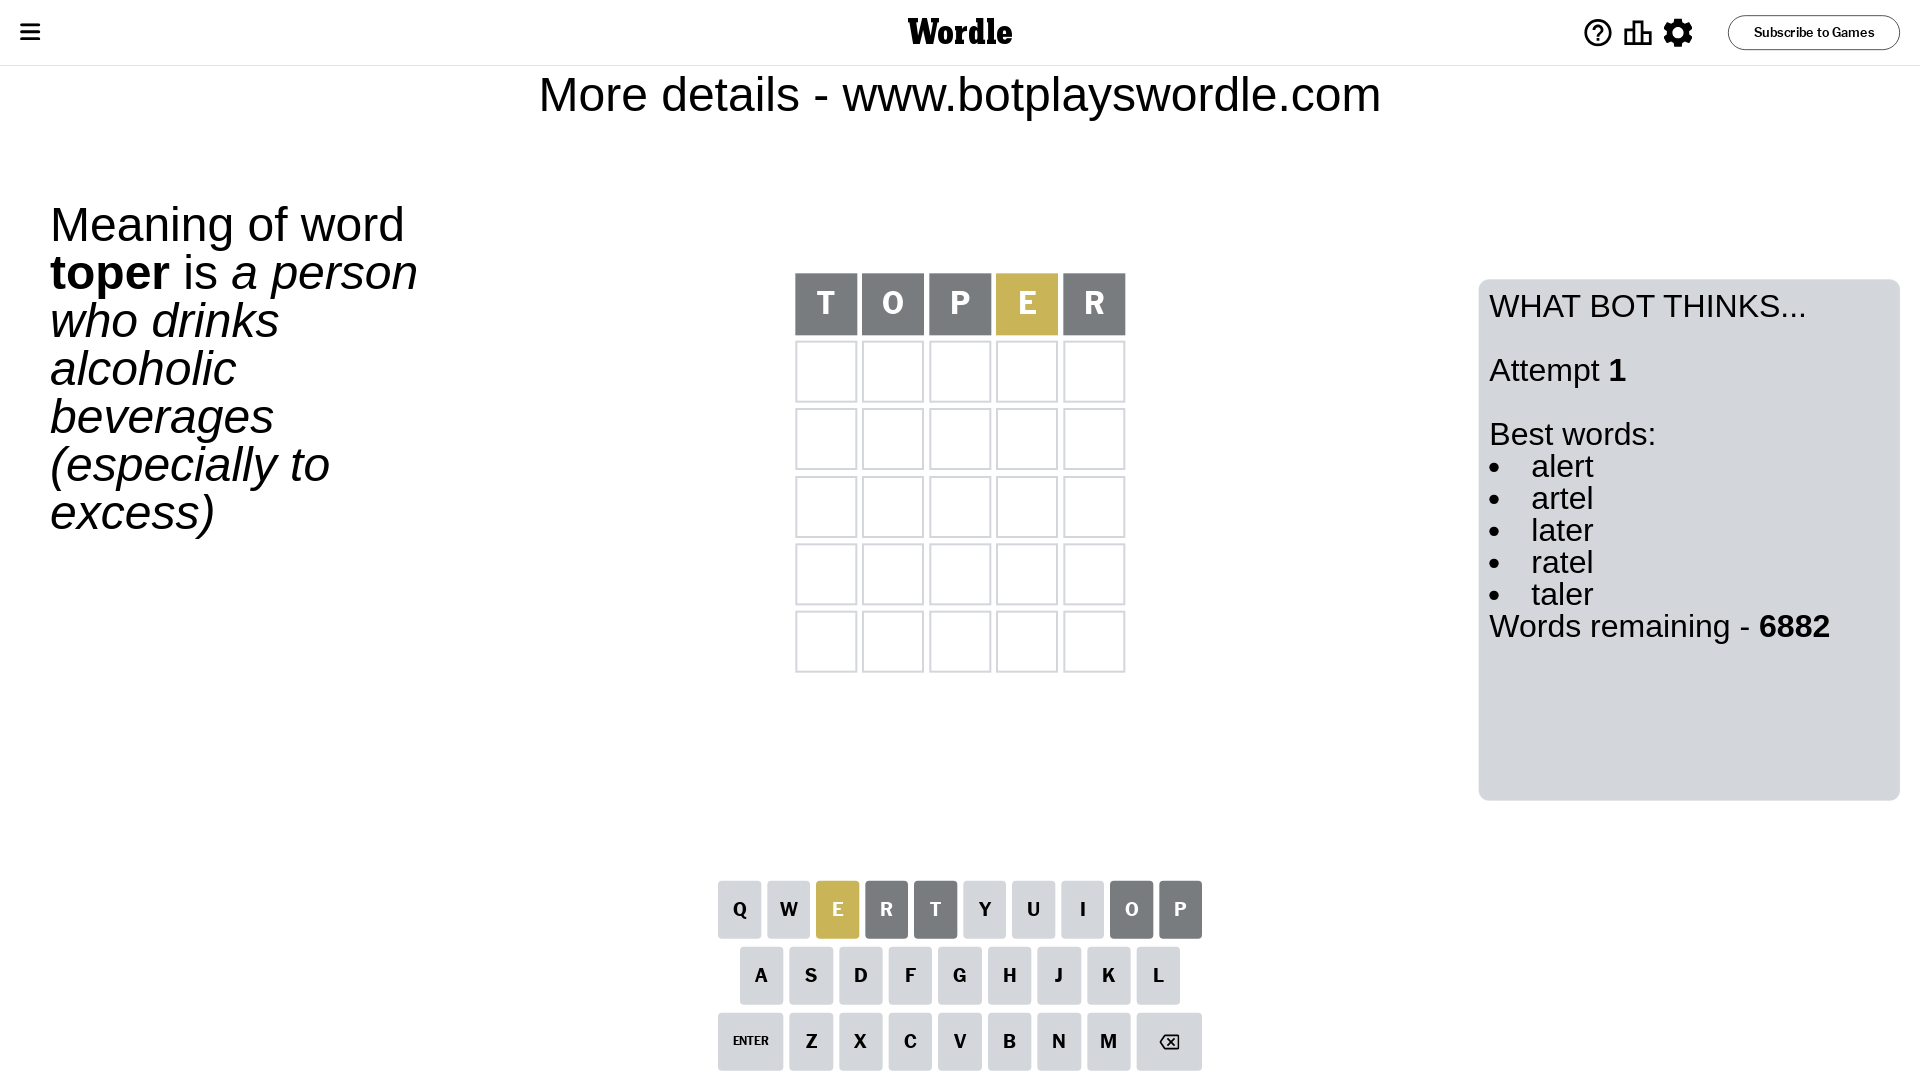 Wordle
Subscribe to Games
More details - www.botplayswordle.com
Meaning of word
toper is a person
who drinks
alcoholic
beverages
(especially to
excess)
T O P E R
WHAT BOT THINKS...
Attempt 1
Best words:
• alert
• artel
• later
• ratel
• taler
Words remaining - 6882
Q W E R T Y U I O P
A S D F G H J K L
ENTER Z X C V B N M